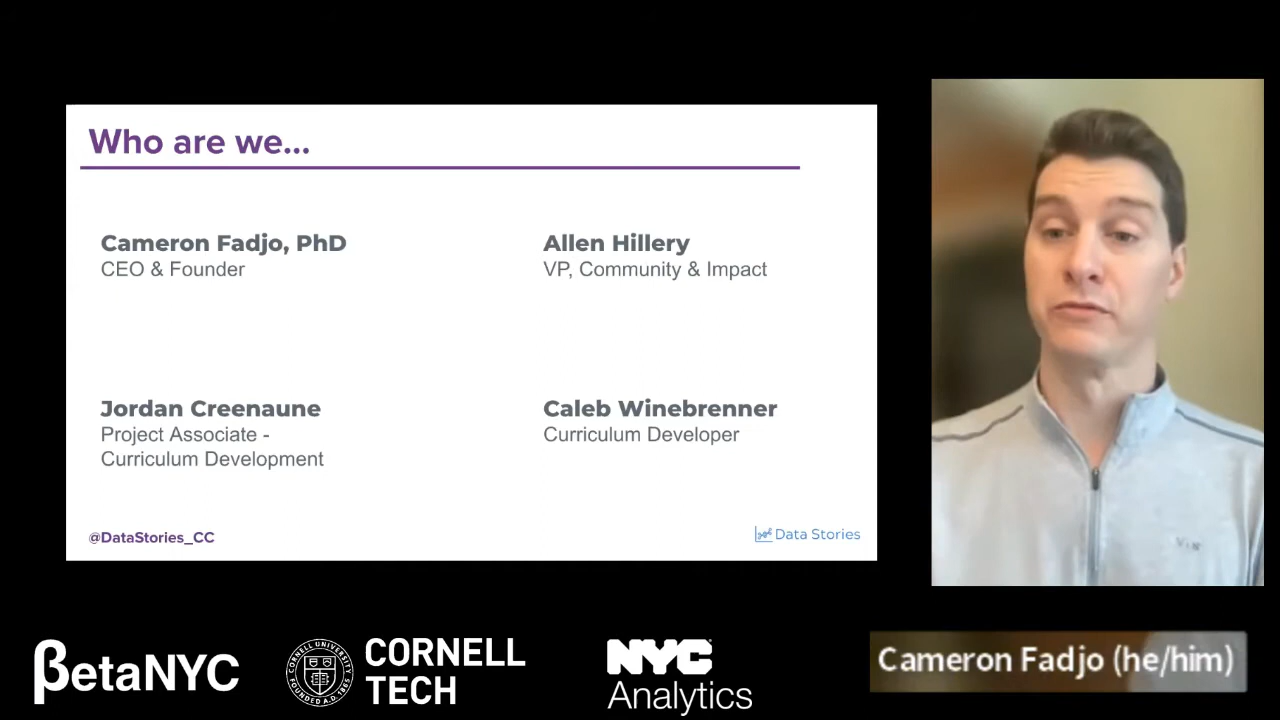 Who are we...
Cameron Fadjo, PhD
CEO & Founder
Allen Hillery
VP, Community & Impact
Jordan Creenaune
Project Associate -
Curriculum Development
Caleb Winebrenner
Curriculum Developer
@DataStories_CC
Data Stories
βetaNYC
CORNELL
TECH
NYC
Analytics
Cameron Fadjo (he/him)